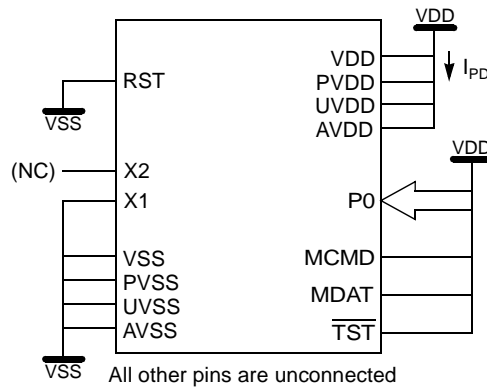 VDD
VDD
PVDD
UVDD
AVDD
I_PD
RST
VSS
VDD
(NC)
X2
X1
P0
VSS
PVSS
UVSS
AVSS
MCMD
MDAT
TST
VSS
All other pins are unconnected